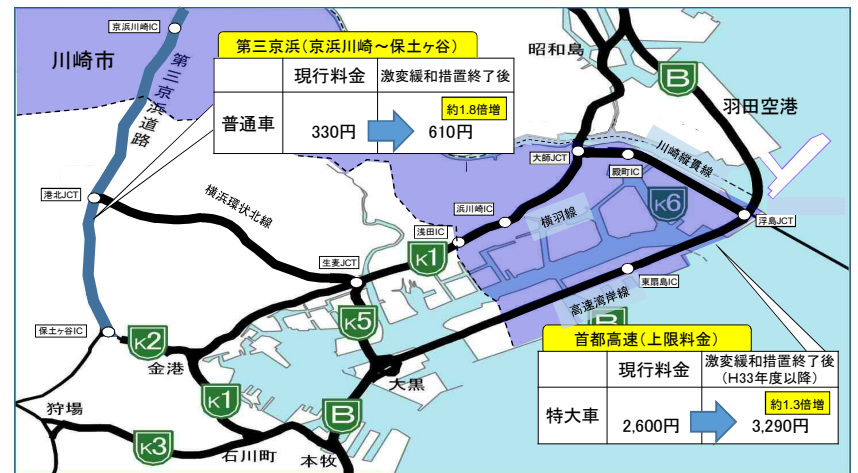 京浜川崎IC
川崎市
第三京浜(京浜川崎～保土ヶ谷)
現行料金
激変緩和措置終了後
普通車
330円
約1.8倍増
610円
第三京浜道路
昭和島
B
羽田空港
川崎縦貫線
大師JCT
殿町IC
K6
浮島JCT
港北JCT
横浜環状北線
浜川崎IC
横羽線
浅田IC
K1
生麦JCT
東扇島IC
高速湾岸線
B
K5
保土ヶ谷IC
K2
金港
大黒
首都高速(上限料金)
現行料金
激変緩和措置終了後
(H33年度以降)
特大車
2,600円
約1.3倍増
3,290円
K1
B
狩場
K3
石川町
本牧